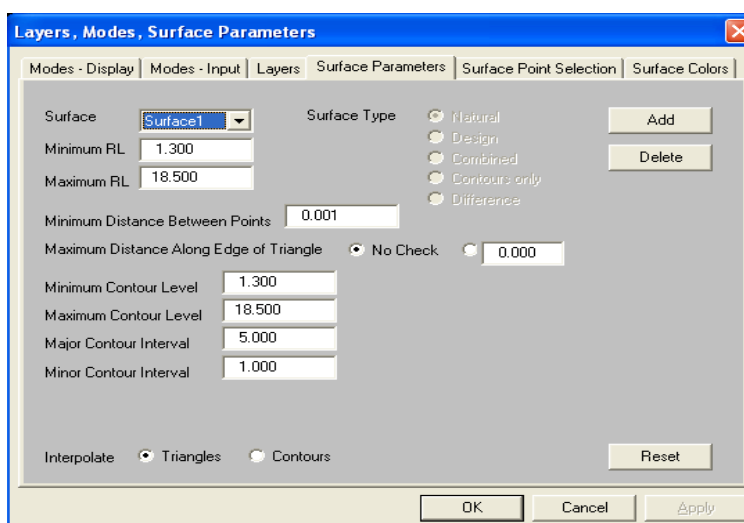 Layers, Modes, Surface Parameters
Modes - Display Modes - Input Layers Surface Parameters Surface Point Selection Surface Colors
Surface Surface1 Surface Type Natural Add
Design
Minimum RL 1.300
Combined Delete
Maximum RL 18.500
Contours only
Difference
Minimum Distance Between Points 0.001
Maximum Distance Along Edge of Triangle No Check 0.000
Minimum Contour Level 1.300
Maximum Contour Level 18.500
Major Contour Interval 5.000
Minor Contour Interval 1.000
Interpolate Triangles Contours Reset
OK Cancel Apply